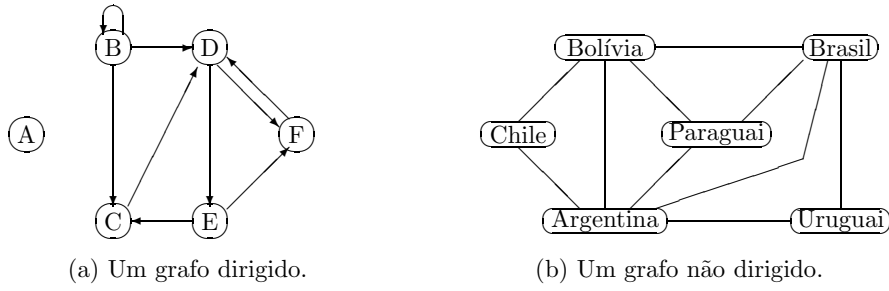 B
D
A
F
C
E
(a) Um grafo dirigido.
Bolívia
Brasil
Chile
Paraguai
Argentina
Uruguai
(b) Um grafo não dirigido.